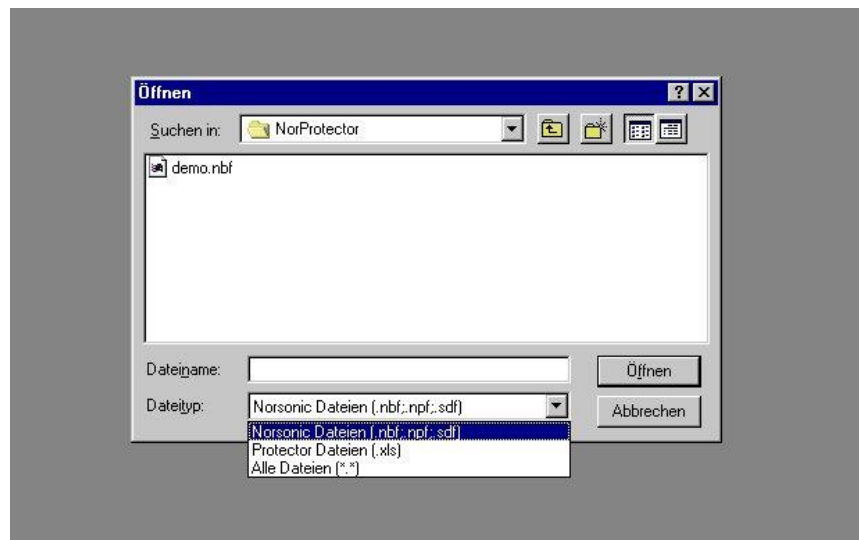 Öffnen
Suchen in: NorProtector
demo.nbf
Dateiname: Öffnen
Dateityp: Norsonic Dateien (.nbf;.npf;.sdf) Abbrechen
Norsonic Dateien (.nbf;.npf;.sdf)
Protector Dateien (.xls)
Alle Dateien (*.*)